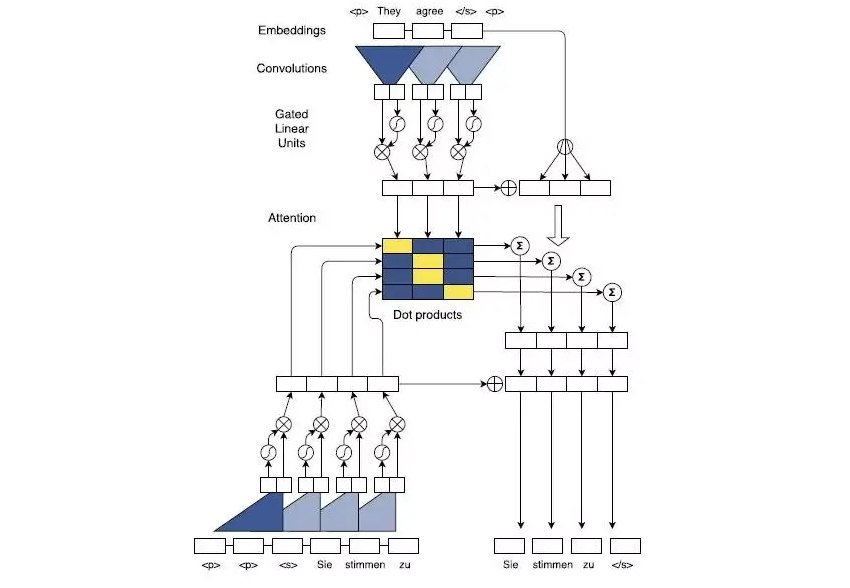 <p> They agree </s> <p>
Embeddings
Convolutions
Gated
Linear
Units
Attention
Σ
Σ
Σ
Σ
Dot products
<p> <p> <s> Sie stimmen zu
Sie stimmen zu </s>